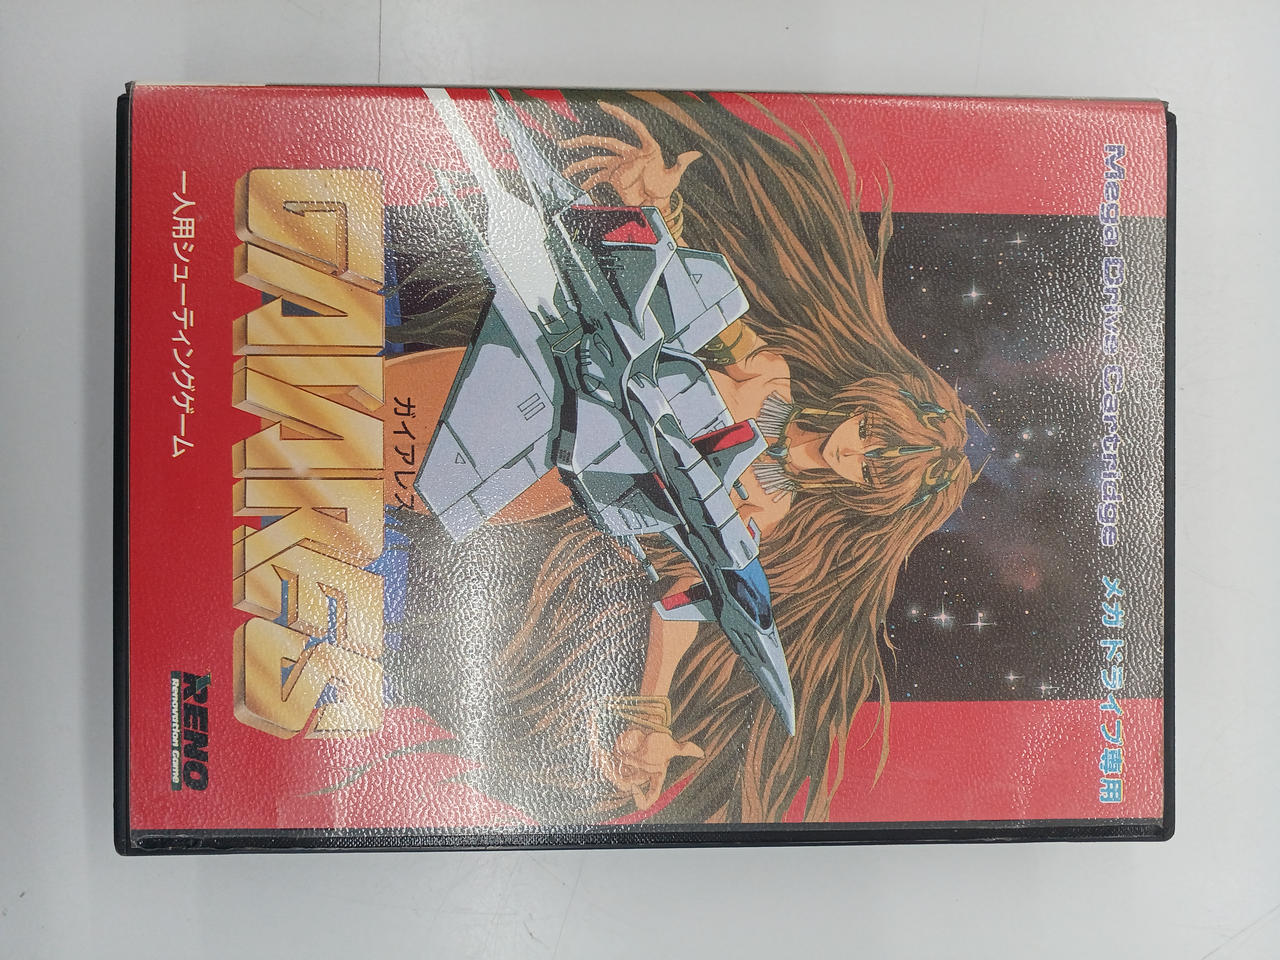 Mega Drive Cartridge メガドライブ専用
ガイアレス
GAIARES
一人用シューティングゲーム
RENO
Renovation Game